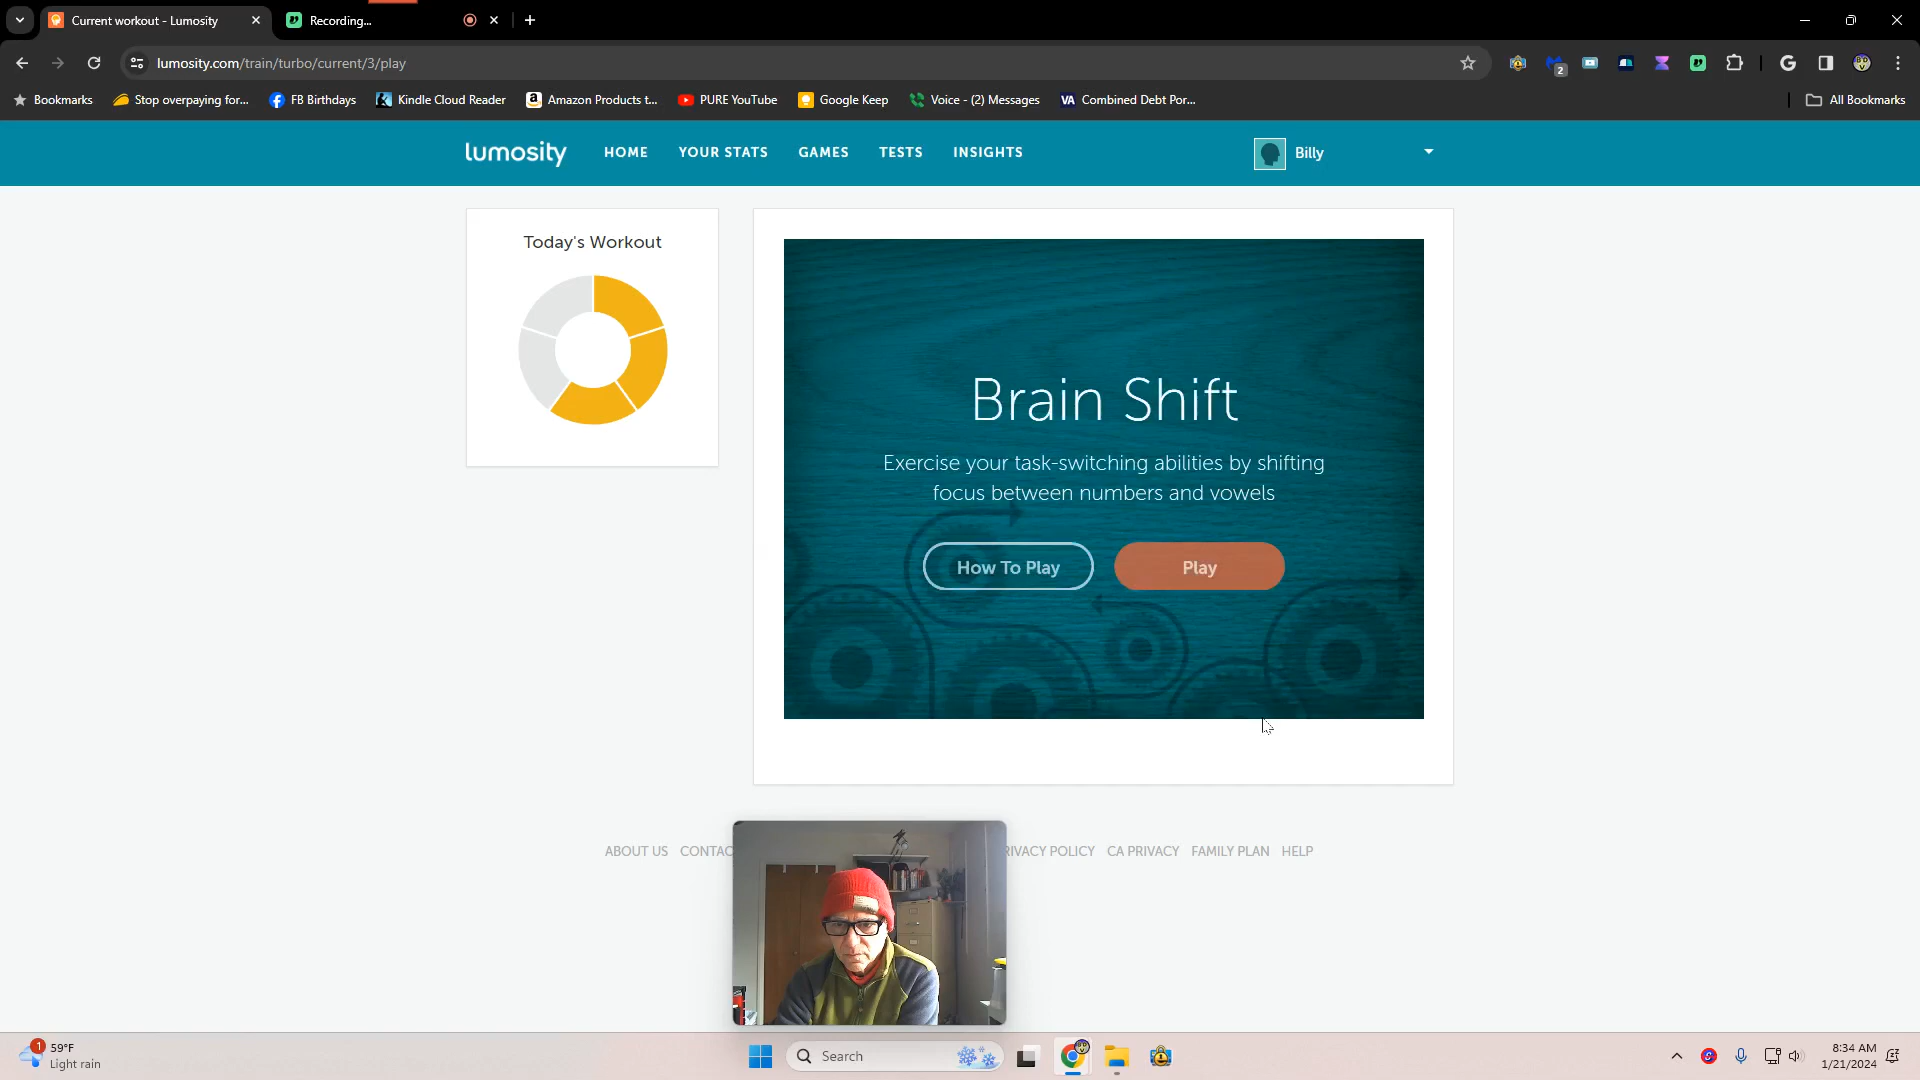 Current workout - Lumosity
Recording...
lumosity.com/train/turbo/current/3/play
2
Bookmarks
Stop overpaying for...
FB Birthdays
Kindle Cloud Reader
Amazon Products t...
PURE YouTube
Google Keep
Voice - (2) Messages
VA Combined Debt Por...
All Bookmarks
lumosity
HOME
YOUR STATS
GAMES
TESTS
INSIGHTS
Billy
Today's Workout
Brain Shift
Exercise your task-switching abilities by shifting
focus between numbers and vowels
How To Play
Play
ABOUT US
CA PRIVACY
FAMILY PLAN
HELP
1
59°F
Light rain
Search
8:34 AM
1/21/2024